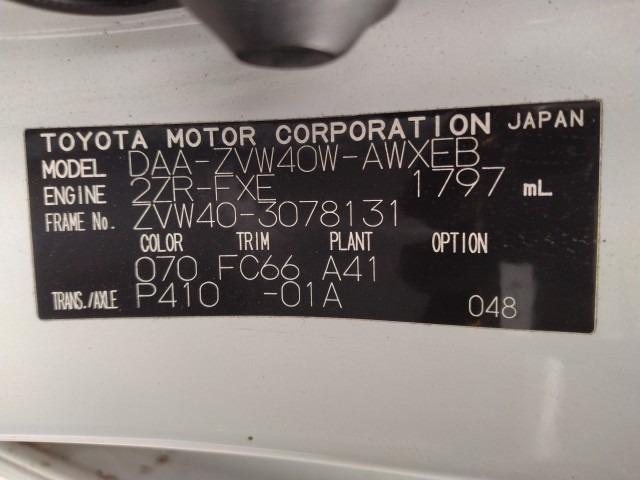 TOYOTA MOTOR CORPORATION JAPAN
MODEL DAA-ZVW40W-AWXEB
ENGINE 2ZR-FXE 1797 mL
FRAME No. ZVW40-3078131
COLOR TRIM PLANT OPTION
070 FC66 A41
TRANS./AXLE P410 -01A 048